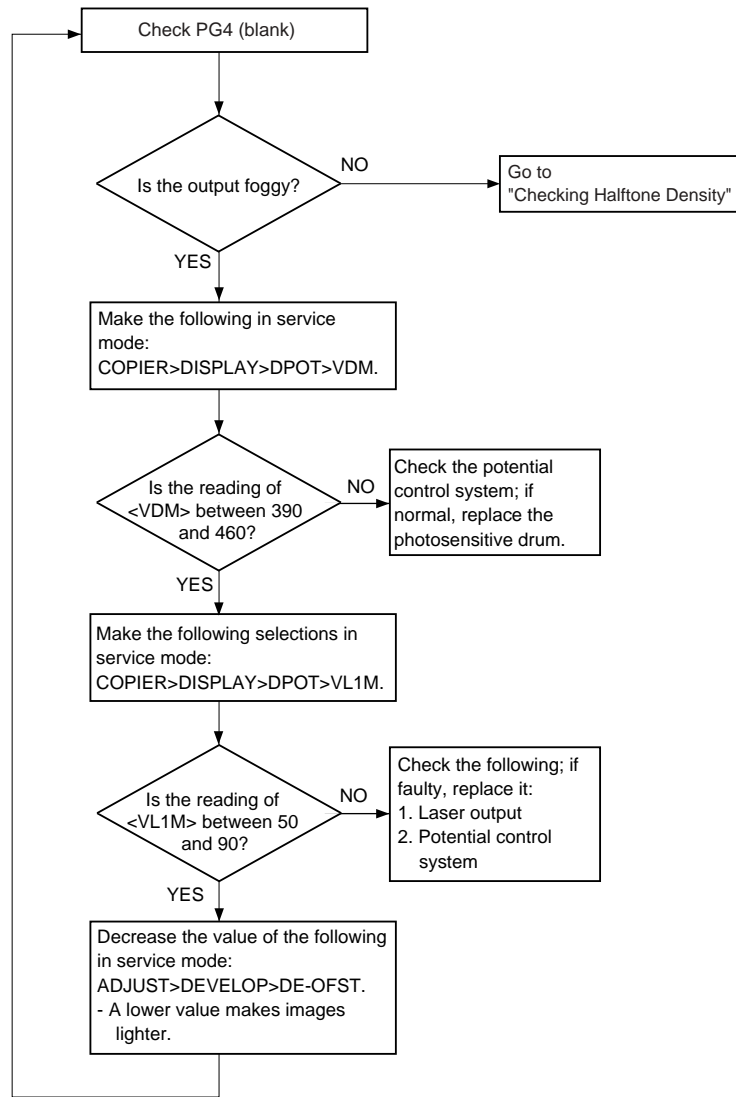 Check PG4 (blank)
Is the output foggy?
NO
Go to
"Checking Halftone Density"
YES
Make the following in service
mode:
COPIER>DISPLAY>DPOT>VDM.
Is the reading of
<VDM> between 390
and 460?
NO
Check the potential
control system; if
normal, replace the
photosensitive drum.
YES
Make the following selections in
service mode:
COPIER>DISPLAY>DPOT>VL1M.
Is the reading of
<VL1M> between 50
and 90?
NO
Check the following; if
faulty, replace it:
1. Laser output
2. Potential control
system
YES
Decrease the value of the following
in service mode:
ADJUST>DEVELOP>DE-OFST.
- A lower value makes images
lighter.